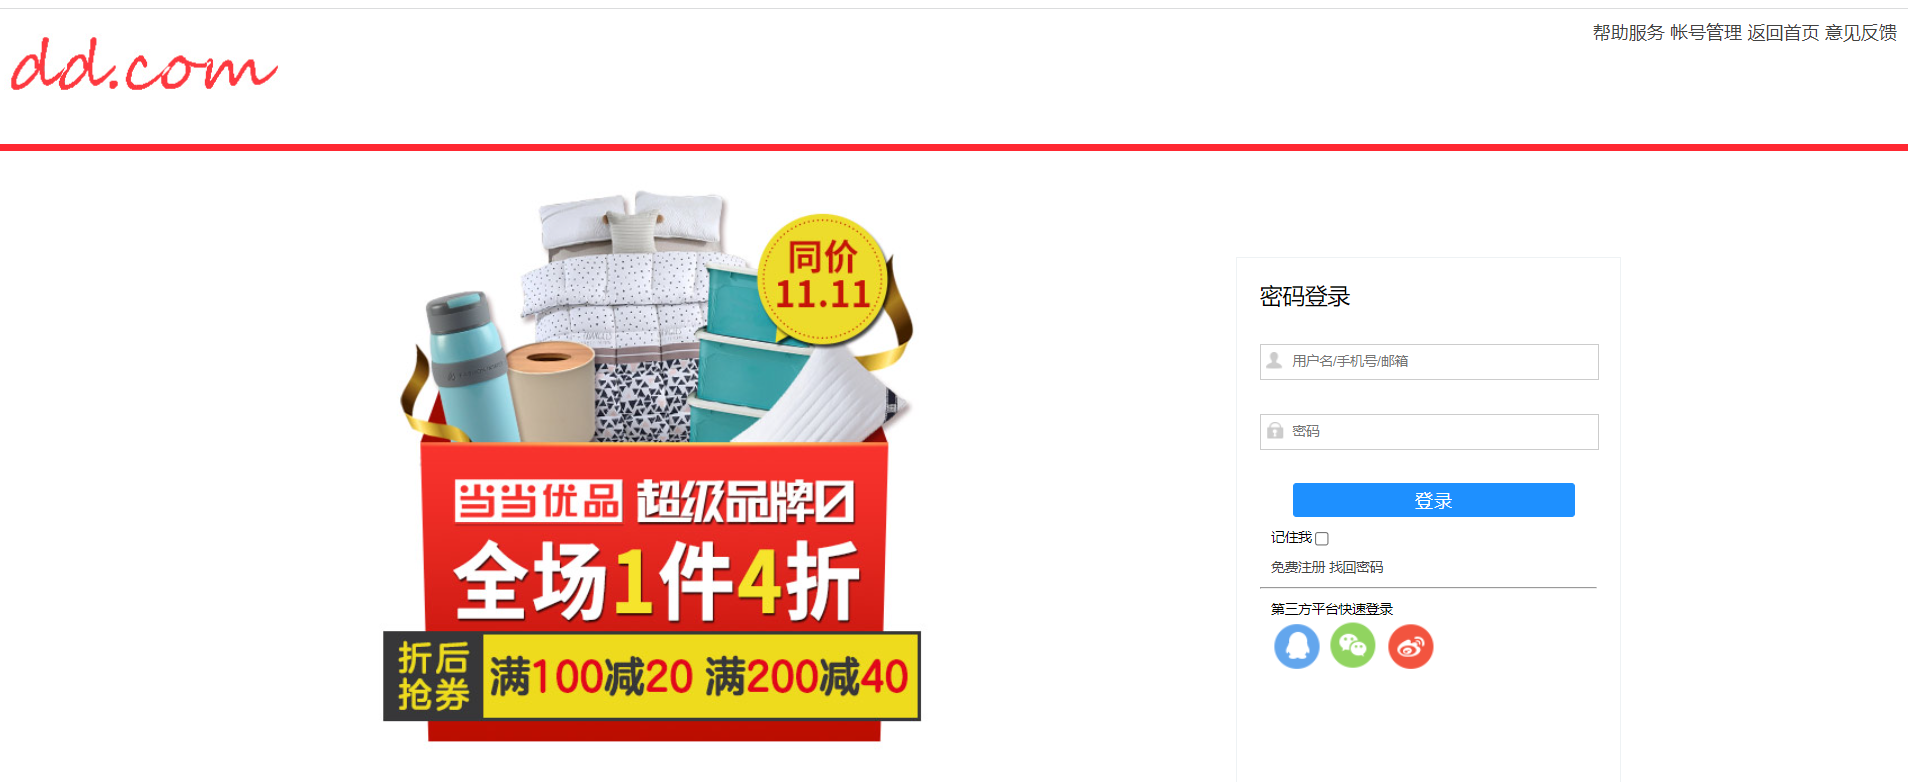 帮助服务 帐号管理 返回首页 意见反馈
dd.com
同价
11.11
当当优品 超级品牌日
全场1件4折
折后抢券
满100减20 满200减40
密码登录
用户名/手机号/邮箱
密码
登录
记住我
免费注册 找回密码
第三方平台快速登录